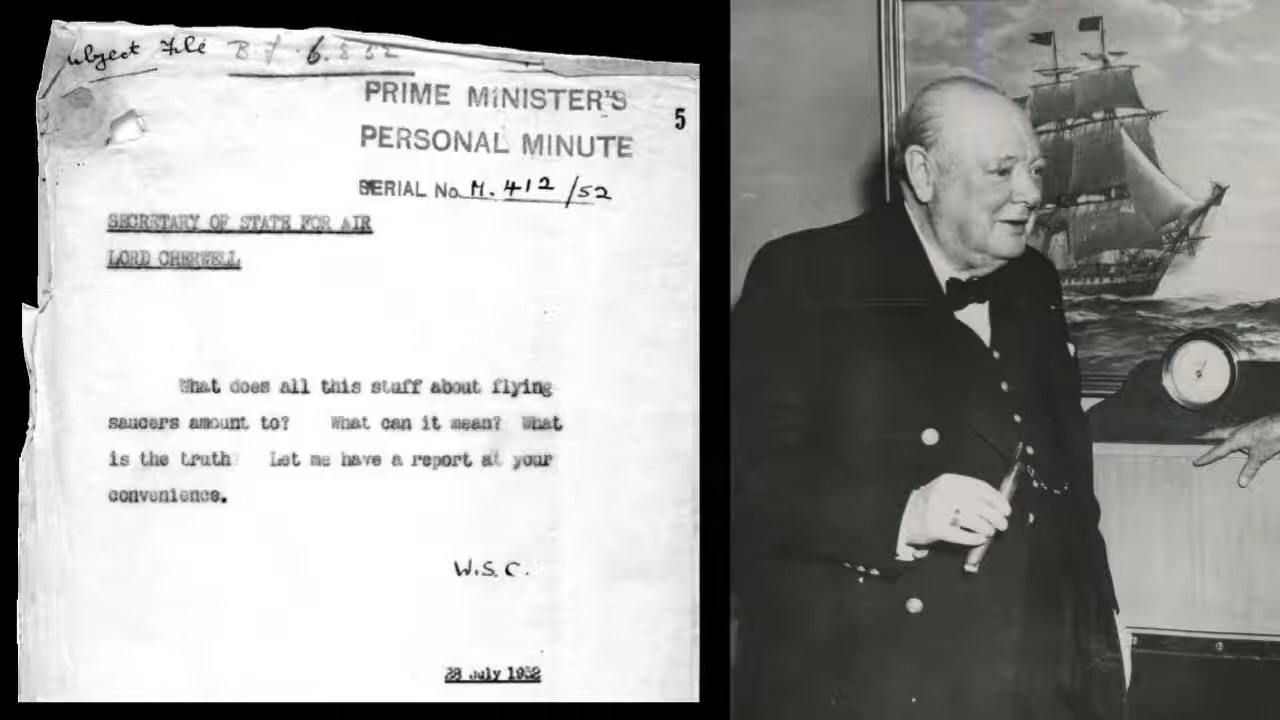 Subject File B/F 6.8.52
PRIME MINISTER'S
PERSONAL MINUTE
5
SERIAL No. M. 412/52
SECRETARY OF STATE FOR AIR
LORD CHERWELL
What does all this stuff about flying
saucers amount to? What can it mean? What
is the truth? Let me have a report at your
convenience.
W.S.C.
28 July 1952